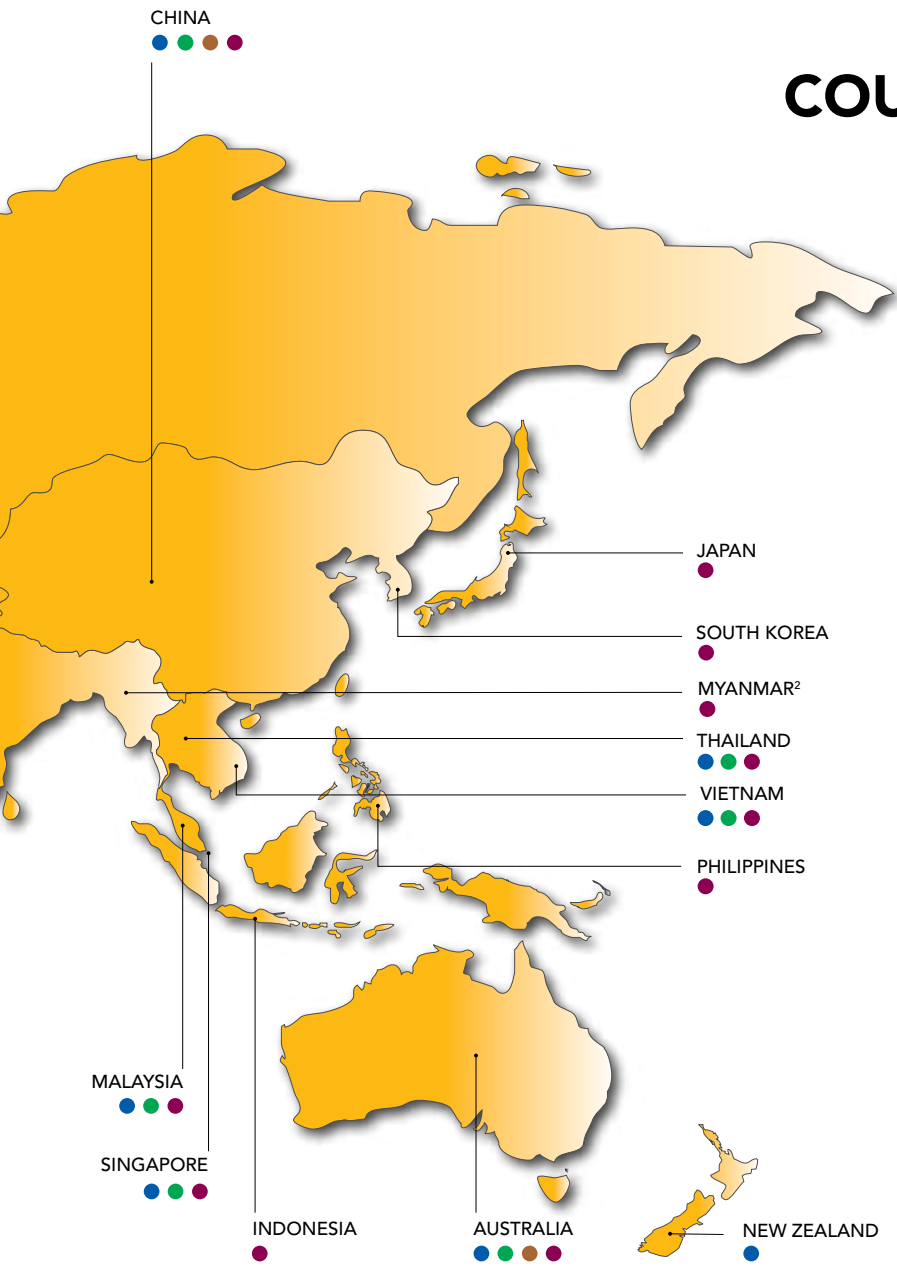 CHINA
COU
JAPAN
SOUTH KOREA
MYANMAR²
THAILAND
VIETNAM
PHILIPPINES
MALAYSIA
SINGAPORE
INDONESIA
AUSTRALIA
NEW ZEALAND